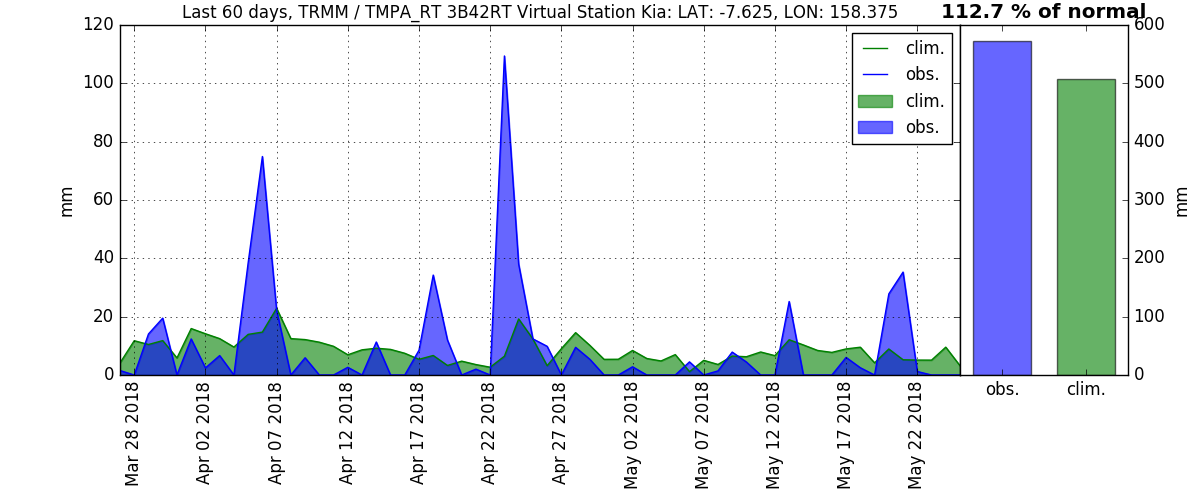 Last 60 days, TRMM / TMPA_RT 3B42RT Virtual Station Kia: LAT: -7.625, LON: 158.375
112.7 % of normal
120
100
80
60
40
20
0
mm
clim.
obs.
clim.
obs.
600
500
400
300
200
100
0
mm
Mar 28 2018
Apr 02 2018
Apr 07 2018
Apr 12 2018
Apr 17 2018
Apr 22 2018
Apr 27 2018
May 02 2018
May 07 2018
May 12 2018
May 17 2018
May 22 2018
obs.
clim.